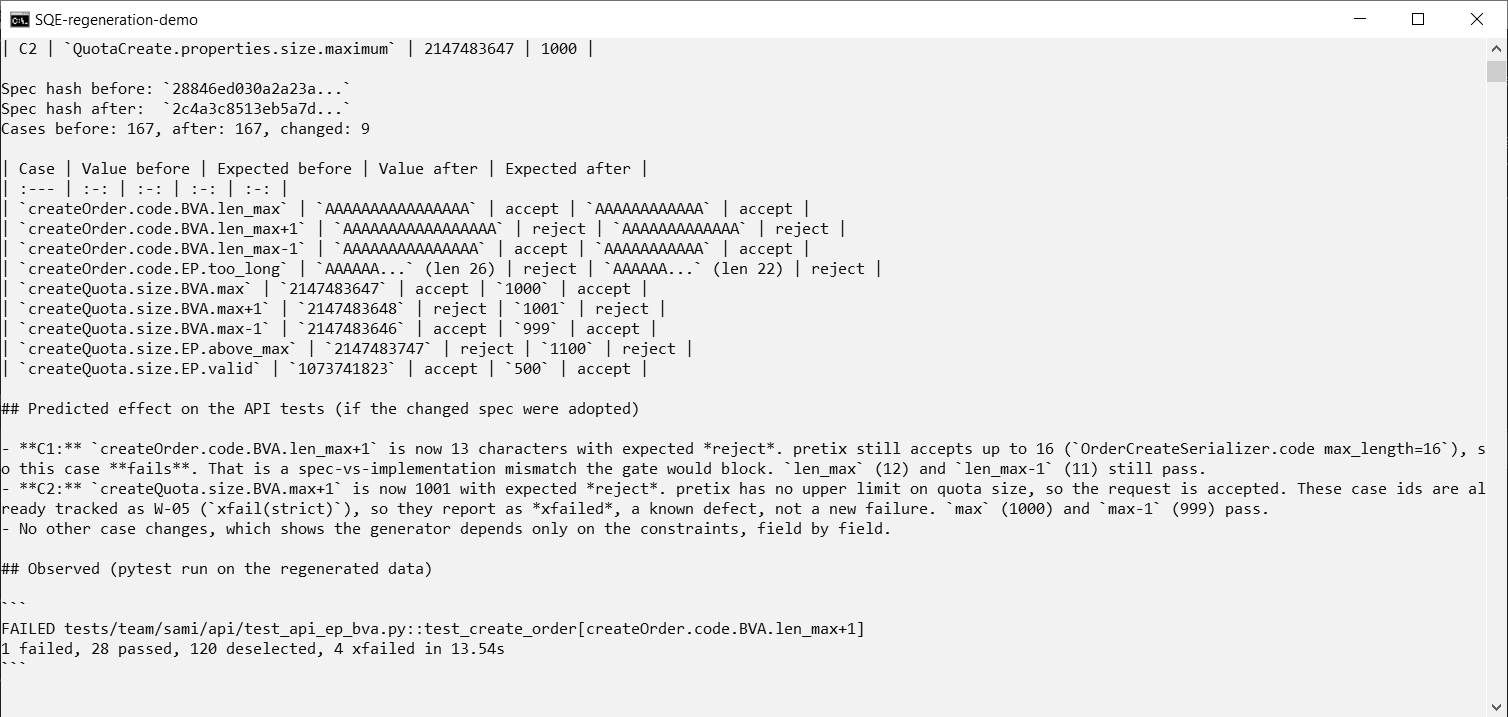 SQE-regeneration-demo
| C2 | `QuotaCreate.properties.size.maximum` | 2147483647 | 1000 |
Spec hash before: `28846ed030a2a23a...`
Spec hash after:  `2c4a3c8513eb5a7d...`
Cases before: 167, after: 167, changed: 9
| Case | Value before | Expected before | Value after | Expected after |
| :--- | :-: | :-: | :-: | :-: |
| `createOrder.code.BVA.len_max` | `AAAAAAAAAAAAAAAA` | accept | `AAAAAAAAAAAA` | accept |
| `createOrder.code.BVA.len_max+1` | `AAAAAAAAAAAAAAAAA` | reject | `AAAAAAAAAAAAA` | reject |
| `createOrder.code.BVA.len_max-1` | `AAAAAAAAAAAAAAA` | accept | `AAAAAAAAAAA` | accept |
| `createOrder.code.EP.too_long` | `AAAAAA...` (len 26) | reject | `AAAAAA...` (len 22) | reject |
| `createQuota.size.BVA.max` | `2147483647` | accept | `1000` | accept |
| `createQuota.size.BVA.max+1` | `2147483648` | reject | `1001` | reject |
| `createQuota.size.BVA.max-1` | `2147483646` | accept | `999` | accept |
| `createQuota.size.EP.above_max` | `2147483747` | reject | `1100` | reject |
| `createQuota.size.EP.valid` | `1073741823` | accept | `500` | accept |
## Predicted effect on the API tests (if the changed spec were adopted)
- **C1:** `createOrder.code.BVA.len_max+1` is now 13 characters with expected *reject*. pretix still accepts up to 16 (`OrderCreateSerializer.code max_length=16`), s
o this case **fails**. That is a spec-vs-implementation mismatch the gate would block. `len_max` (12) and `len_max-1` (11) still pass.
- **C2:** `createQuota.size.BVA.max+1` is now 1001 with expected *reject*. pretix has no upper limit on quota size, so the request is accepted. These case ids are al
ready tracked as W-05 (`xfail(strict)`), so they report as *xfailed*, a known defect, not a new failure. `max` (1000) and `max-1` (999) pass.
- No other case changes, which shows the generator depends only on the constraints, field by field.
## Observed (pytest run on the regenerated data)
```
FAILED tests/team/sami/api/test_api_ep_bva.py::test_create_order[createOrder.code.BVA.len_max+1]
1 failed, 28 passed, 120 deselected, 4 xfailed in 13.54s
```